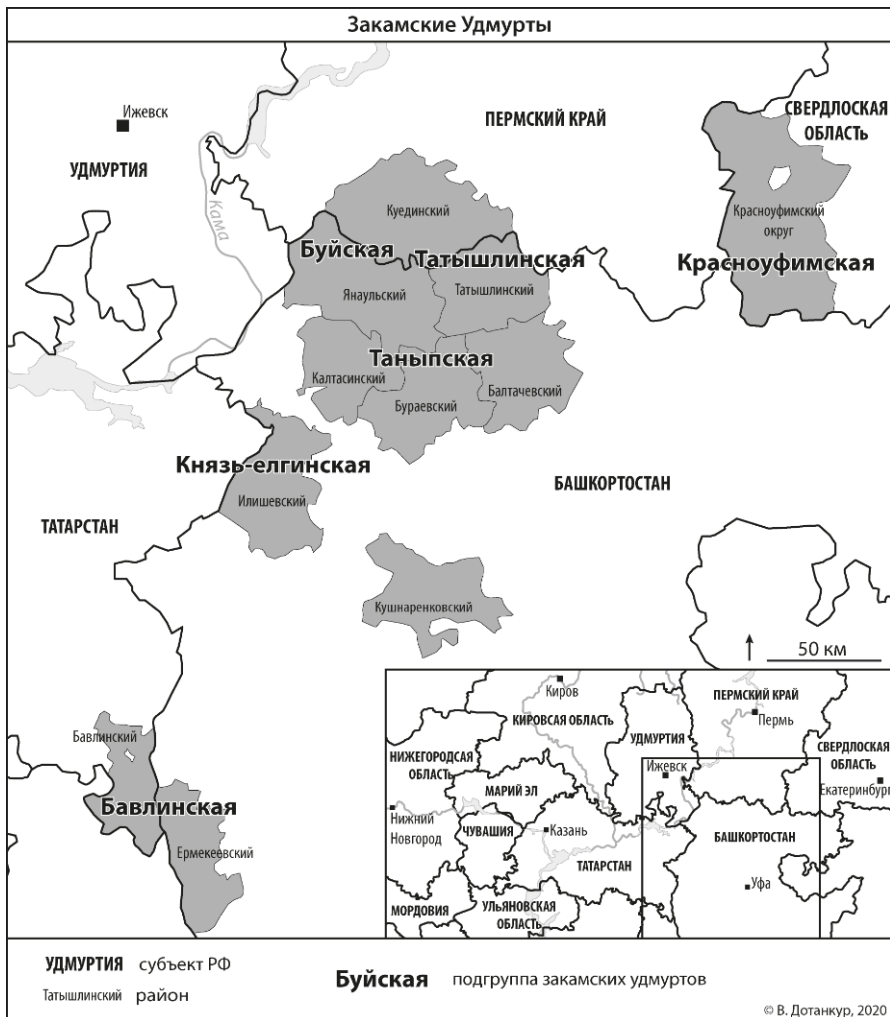 Закамские Удмурты
Ижевск
УДМУРТИЯ
Кама
ПЕРМСКИЙ КРАЙ
СВЕРДЛОСКАЯ
ОБЛАСТЬ
Куединский
Красноуфимский
округ
Буйская
Татышлинская
Красноуфимская
Янаульский
Татышлинский
Таныпская
Калтасинский
Балтачевский
Бураевский
Князь-елгинская
Илишевский
БАШКОРТОСТАН
ТАТАРСТАН
Кушнаренковский
50 км
Бавлинский
Бавлинская
Ермекеевский
Киров
КИРОВСАЯ ОБЛАСТЬ
ПЕРМСКИЙ КРАЙ
Пермь
УДМУРТИЯ
НИЖЕГОРОДСАЯ
ОБЛАСТЬ
СВЕРДЛОСКАЯ
ОБЛАСТЬ
Ижевск
Екатеринбург
МАРИЙ ЭЛ
Нижний
Новгород
ЧУВАШИЯ
Казань
БАШКОРТОСТАН
ТАТАРСТАН
Уфа
МОРДОВИЯ
УЛЬЯНОВСКАЯ
ОБЛАСТЬ
УДМУРТИЯ субъект РФ
Татышлинский район
Буйская подгруппа закамских удмуртов
© В. Дотанкур, 2020